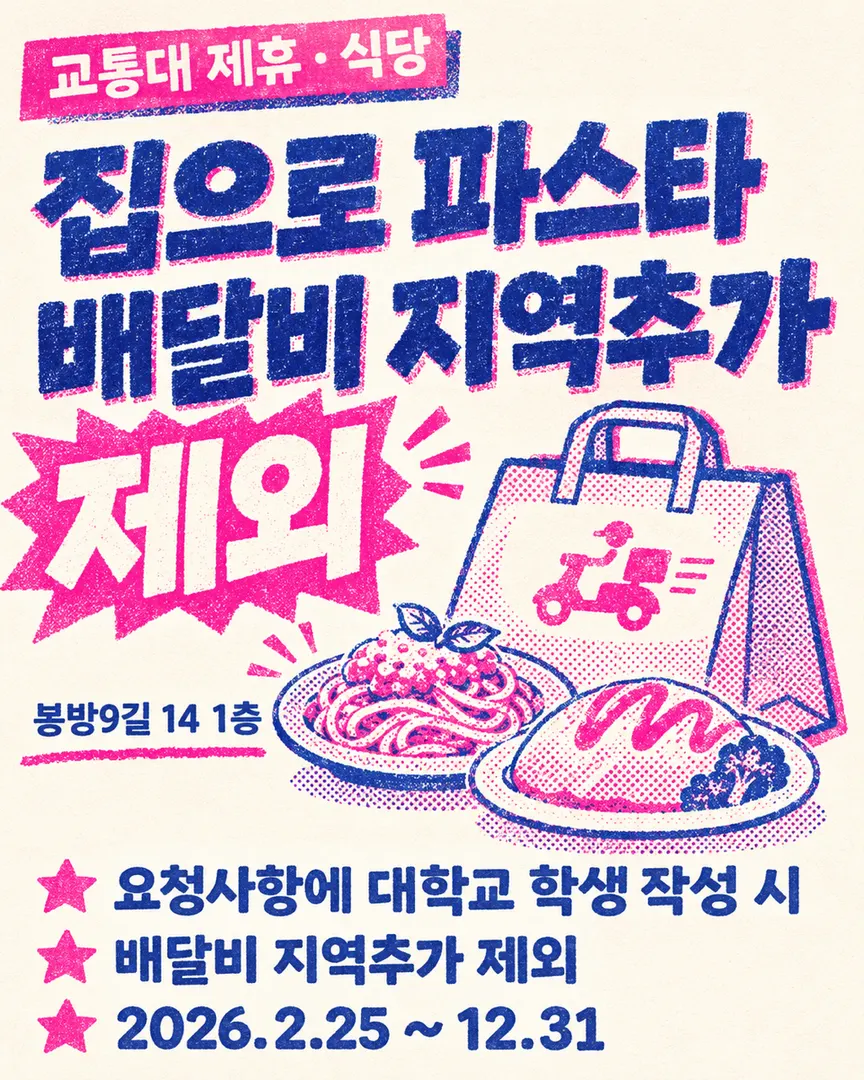 교통대 제휴 · 식당
집으로 파스타
배달비 지역추가
제외
봉방9길 14 1층
요청사항에 대학교 학생 작성 시
배달비 지역추가 제외
2026.2.25 ~ 12.31